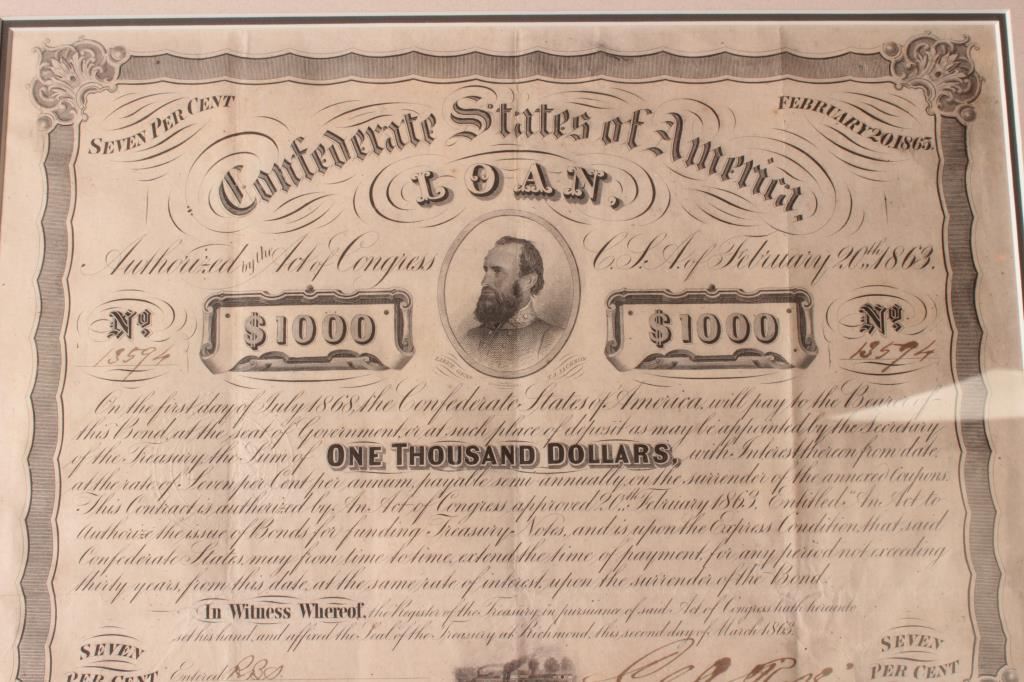 SEVEN PER CENT
FEBRUARY 20, 1863.
Confederate States of America,
LOAN,
Authorized by the Act of Congress C.S.A. of February 20th 1863.
No $1000 $1000 No
13594 13594
LIEUT. GENL. T. J. JACKSON
On the first day of July 1868, the Confederate States of America, will pay to the Bearer of
this Bond, at the seat of Government, or at such place of deposit as may be appointed by the Secretary
of the Treasury, the Sum of ONE THOUSAND DOLLARS, with Interest thereon from date,
at the rate of Seven per Cent per annum, payable semi-annually, on the surrender of the annexed Coupons.
This Contract is authorized by An Act of Congress approved 20th February 1863, Entitled "An Act to
authorize the issue of Bonds for funding Treasury Notes, and is upon the Express Condition, that said
Confederate States, may from time to time, extend the time of payment, for any period not exceeding
thirty years, from this date, at the same rate of interest, upon the surrender of the Bond.
In Witness Whereof, the Register of the Treasury, in pursuance of said Act of Congress hath hereunto
set his hand, and affixed the Seal of the Treasury, at Richmond, this second day of March 1863.
SEVEN PER CENT
SEVEN PER CENT
Entered